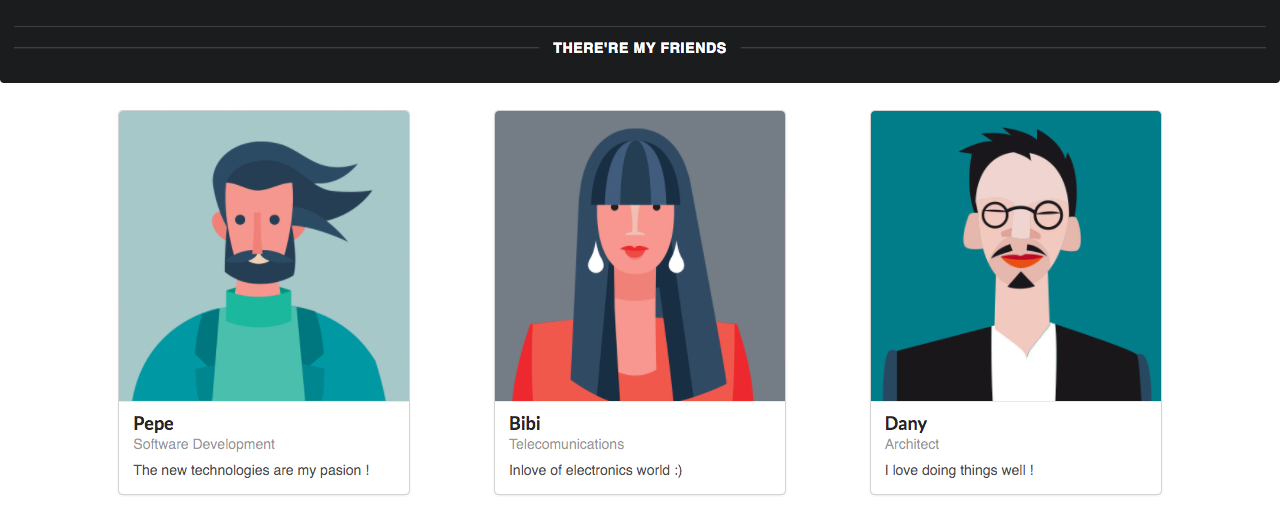 THERE'RE MY FRIENDS
Pepe
Software Development
The new technologies are my pasion !
Bibi
Telecomunications
Inlove of electronics world :)
Dany
Architect
I love doing things well !